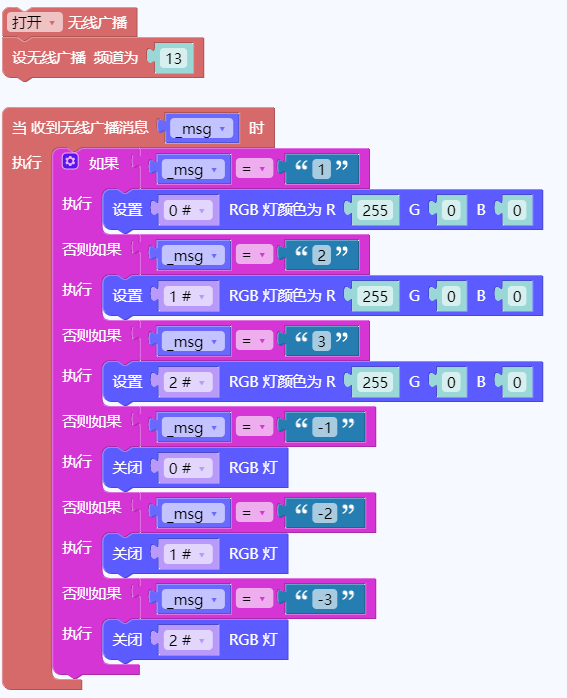 打开 无线广播
设无线广播 频道为 13
当 收到无线广播消息 _msg 时
执行 如果 _msg = “ 1 ”
执行 设置 0 # RGB 灯颜色为 R 255 G 0 B 0
否则如果 _msg = “ 2 ”
执行 设置 1 # RGB 灯颜色为 R 255 G 0 B 0
否则如果 _msg = “ 3 ”
执行 设置 2 # RGB 灯颜色为 R 255 G 0 B 0
否则如果 _msg = “ -1 ”
执行 关闭 0 # RGB 灯
否则如果 _msg = “ -2 ”
执行 关闭 1 # RGB 灯
否则如果 _msg = “ -3 ”
执行 关闭 2 # RGB 灯